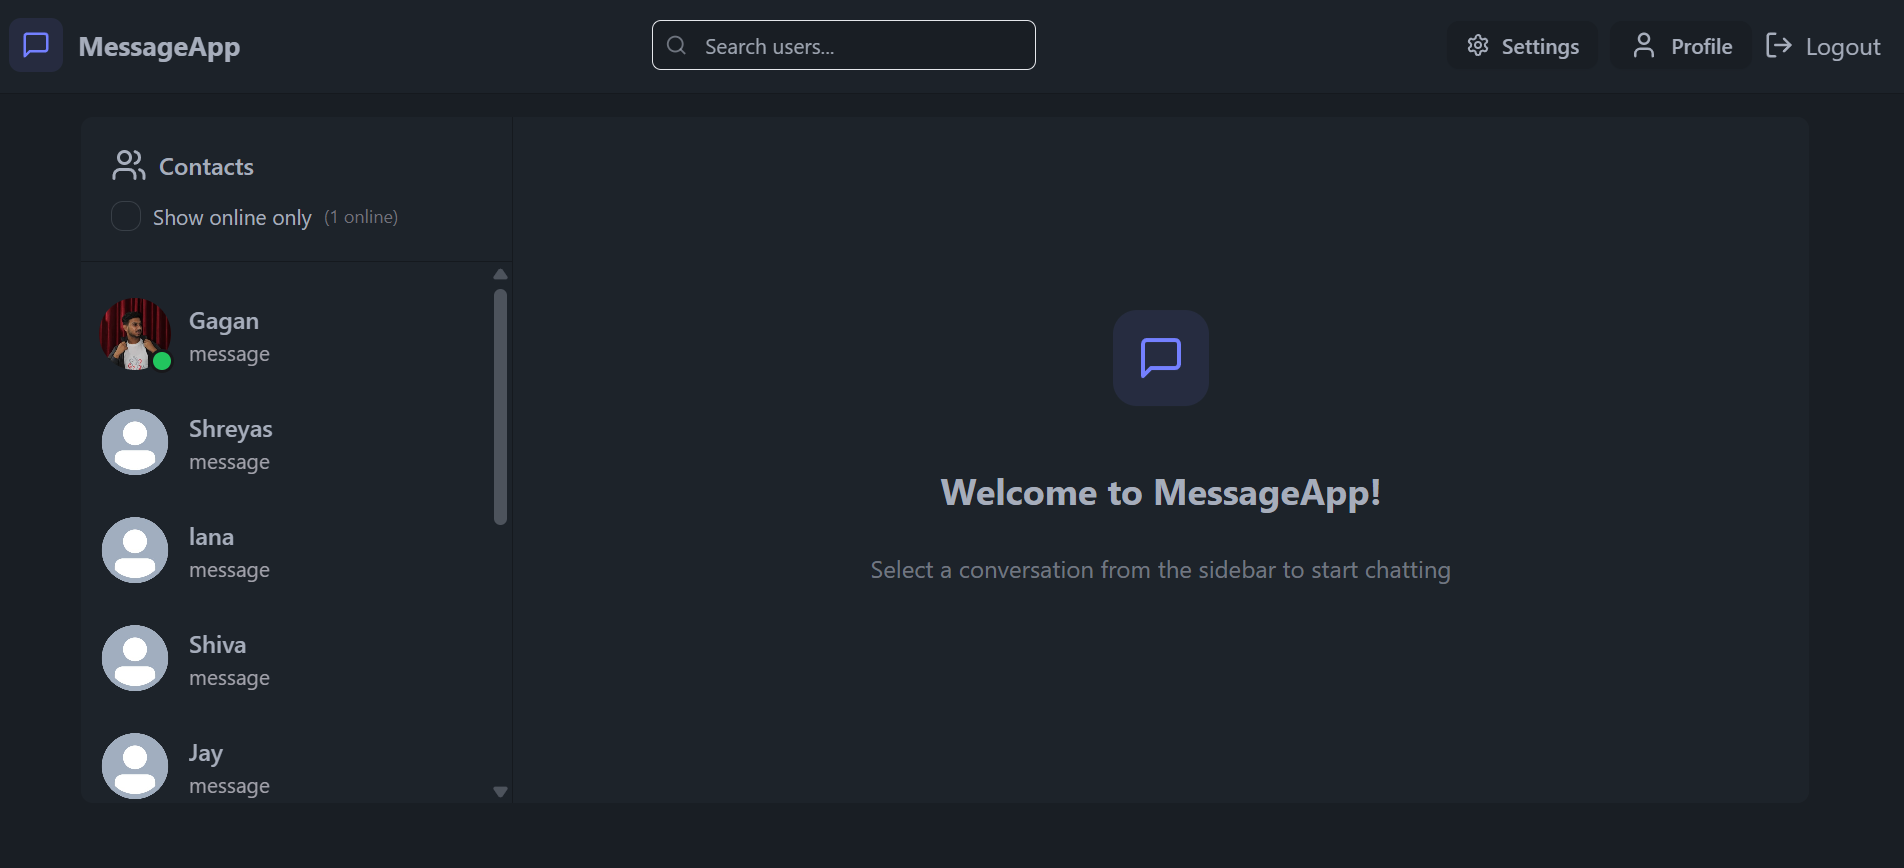 MessageApp
Search users...
Settings
Profile
Logout
Contacts
Show online only (1 online)
Gagan
message
Shreyas
message
lana
message
Shiva
message
Jay
message
Welcome to MessageApp!
Select a conversation from the sidebar to start chatting